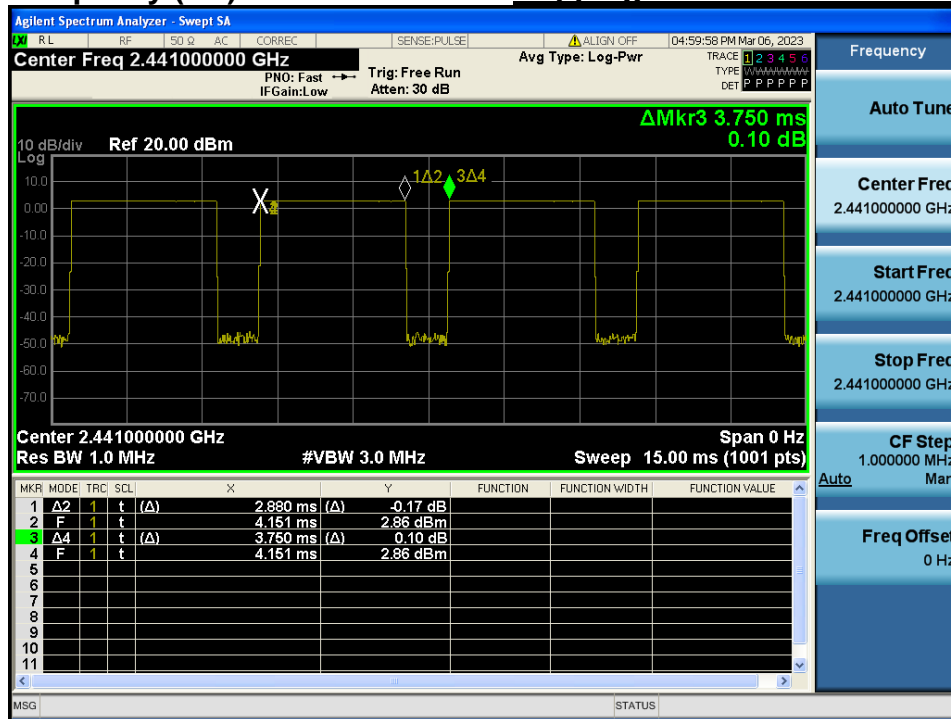 Agilent Spectrum Analyzer - Swept SA
LXI RL RF 50 Ω AC CORREC SENSE:PULSE ALIGN OFF 04:59:58 PM Mar 06, 2023
Center Freq 2.441000000 GHz
PNO: Fast
IFGain:Low
Trig: Free Run
Atten: 30 dB
Avg Type: Log-Pwr
TRACE 1 2 3 4 5 6
TYPE
DET P P P P P P
ΔMkr3 3.750 ms
0.10 dB
10 dB/div Ref 20.00 dBm
Log
10.0
0.00
-10.0
-20.0
-30.0
-40.0
-50.0
-60.0
-70.0
X
1Δ2 3Δ4
Center 2.441000000 GHz Span 0 Hz
Res BW 1.0 MHz #VBW 3.0 MHz Sweep 15.00 ms (1001 pts)
MKR MODE TRC SCL X Y FUNCTION FUNCTION WIDTH FUNCTION VALUE
1 Δ2 1 t (Δ) 2.880 ms (Δ) -0.17 dB
2 F 1 t 4.151 ms 2.86 dBm
3 Δ4 1 t (Δ) 3.750 ms (Δ) 0.10 dB
4 F 1 t 4.151 ms 2.86 dBm
5
6
7
8
9
10
11
MSG STATUS
Frequency
Auto Tune
Center Freq
2.441000000 GHz
Start Freq
2.441000000 GHz
Stop Freq
2.441000000 GHz
CF Step
1.000000 MHz
Auto Man
Freq Offset
0 Hz